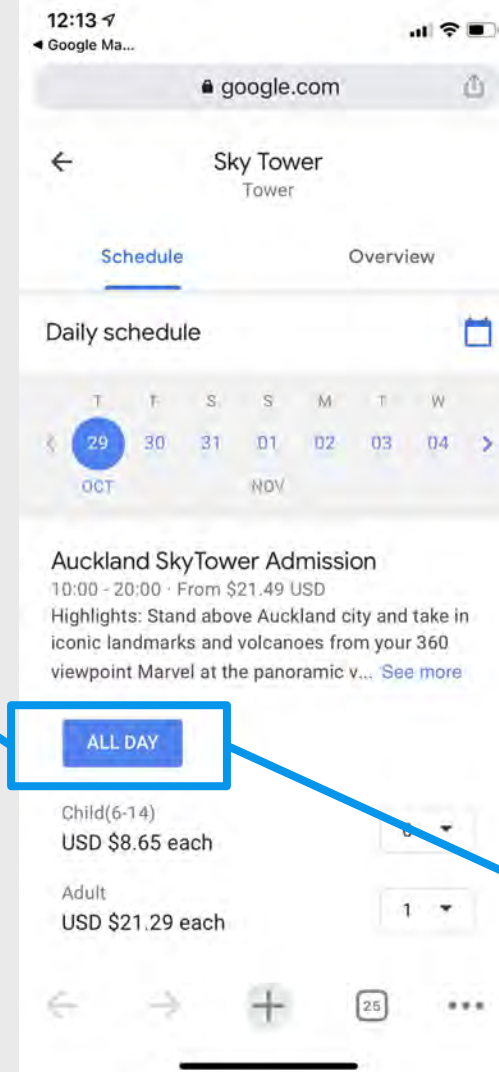 12:13
◀ Google Ma...
google.com
Sky Tower
Tower
Schedule Overview
Daily schedule
T F S S M T W
29 30 31 01 02 03 04
OCT NOV
Auckland SkyTower Admission
10:00 - 20:00 · From $21.49 USD
Highlights: Stand above Auckland city and take in
iconic landmarks and volcanoes from your 360
viewpoint Marvel at the panoramic v... See more
ALL DAY
Child(6-14)
USD $8.65 each
Adult
USD $21.29 each
1
25